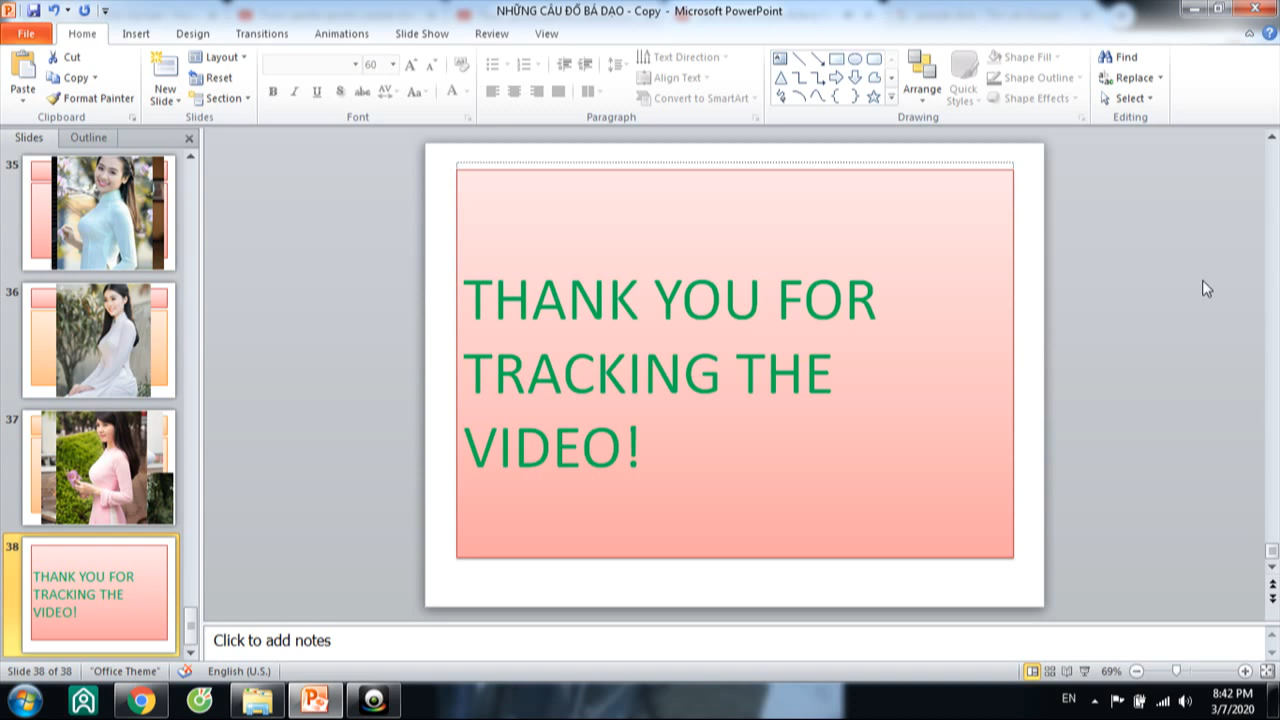 NHỮNG CÂU ĐỐ BÁ DẠO - Copy - Microsoft PowerPoint
File Home Insert Design Transitions Animations Slide Show Review View
Cut
Copy
Format Painter
Paste
Clipboard
New Slide
Layout
Reset
Section
Slides
60
Font
Text Direction
Align Text
Convert to SmartArt
Paragraph
Arrange
Quick Styles
Shape Fill
Shape Outline
Shape Effects
Drawing
Find
Replace
Select
Editing
Slides Outline
35
36
37
38
THANK YOU FOR
TRACKING THE
VIDEO!
THANK YOU FOR
TRACKING THE
VIDEO!
Click to add notes
Slide 38 of 38 "Office Theme" English (U.S.) 69%
EN 8:42 PM
3/7/2020